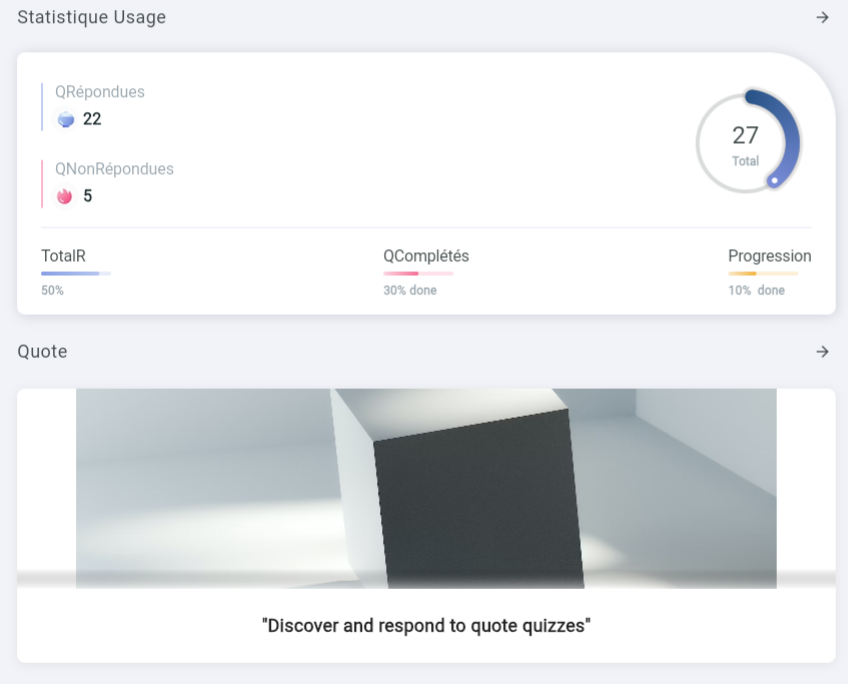 Statistique Usage
QRépondues
22
QNonRépondues
5
27
Total
TotalR
50%
QComplétés
30% done
Progression
10% done
Quote
"Discover and respond to quote quizzes"